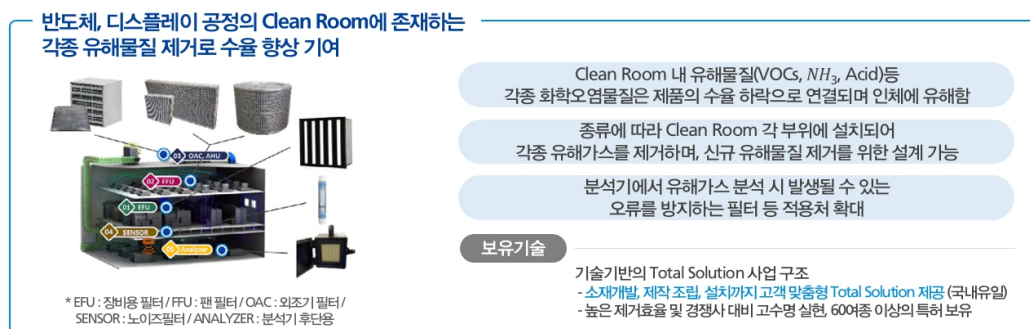 반도체, 디스플레이 공정의 Clean Room에 존재하는
각종 유해물질 제거로 수율 향상 기여
03 OAC, AHU
02 FFU
01 EFU
04 SENSOR
05 Analyzer
* EFU : 장비용 필터 / FFU : 팬 필터 / OAC : 외조기 필터 /
SENSOR : 노이즈필터 / ANALYZER : 분석기 후단용
Clean Room 내 유해물질(VOCs, NH₃, Acid)등
각종 화학오염물질은 제품의 수율 하락으로 연결되며 인체에 유해함
종류에 따라 Clean Room 각 부위에 설치되어
각종 유해가스를 제거하며, 신규 유해물질 제거를 위한 설계 가능
분석기에서 유해가스 분석 시 발생될 수 있는
오류를 방지하는 필터 등 적용처 확대
보유기술
기술기반의 Total Solution 사업 구조
- 소재개발, 제작 조립, 설치까지 고객 맞춤형 Total Solution 제공 (국내유일)
- 높은 제거효율 및 경쟁사 대비 고수명 실현, 60여종 이상의 특허 보유